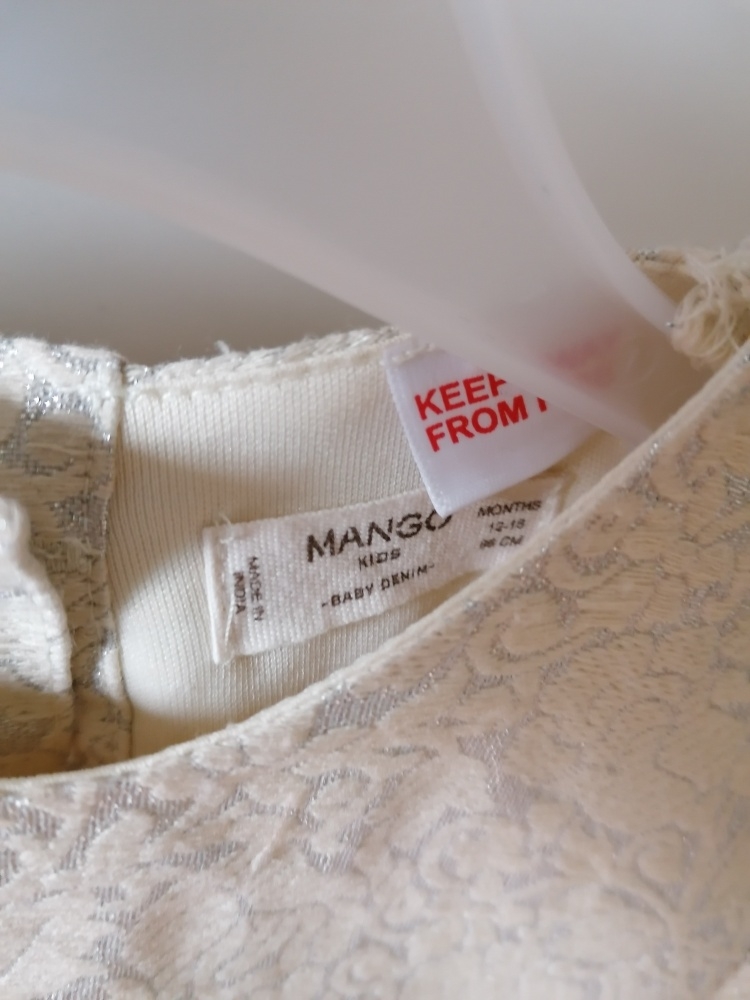 KEEP
FROM
MANGO
KIDS
-BABY DENIM-
MONTHS
12-18
86 CM
MADE IN
INDIA